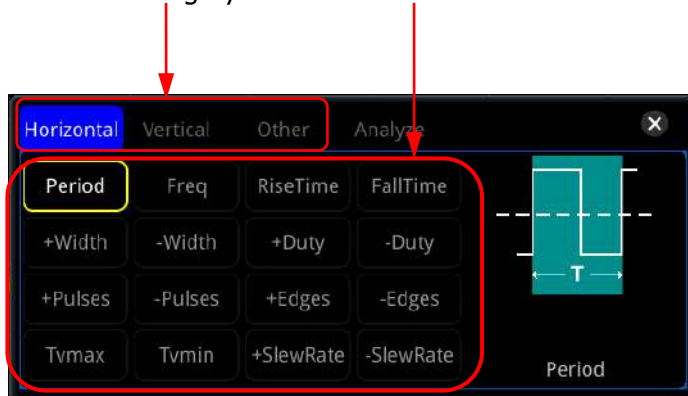 Horizontal Vertical Other Analyze
Period Freq RiseTime FallTime
+Width -Width +Duty -Duty
T
+Pulses -Pulses +Edges -Edges
Tvmax Tvmin +SlewRate -SlewRate
Period